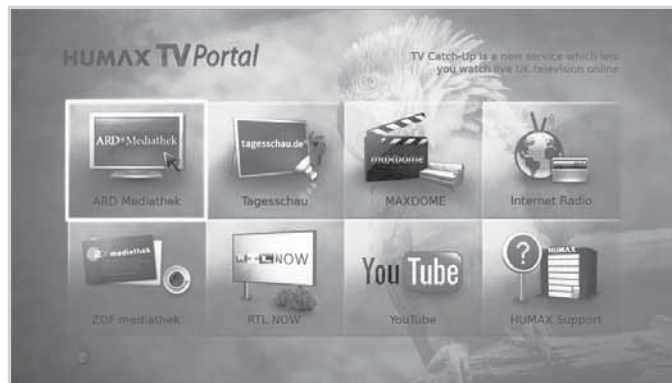 HUMAX TV Portal
TV Catch-Up is a new service which lets
you watch live UK television online
ARD Mediathek
ARD Mediathek
tagesschau.de
Tagesschau
maxdome
MAXDOME
Internet Radio
mediathek
ZDF mediathek
NOW
RTL NOW
You Tube
YouTube
?
HUMAX
HUMAX Support